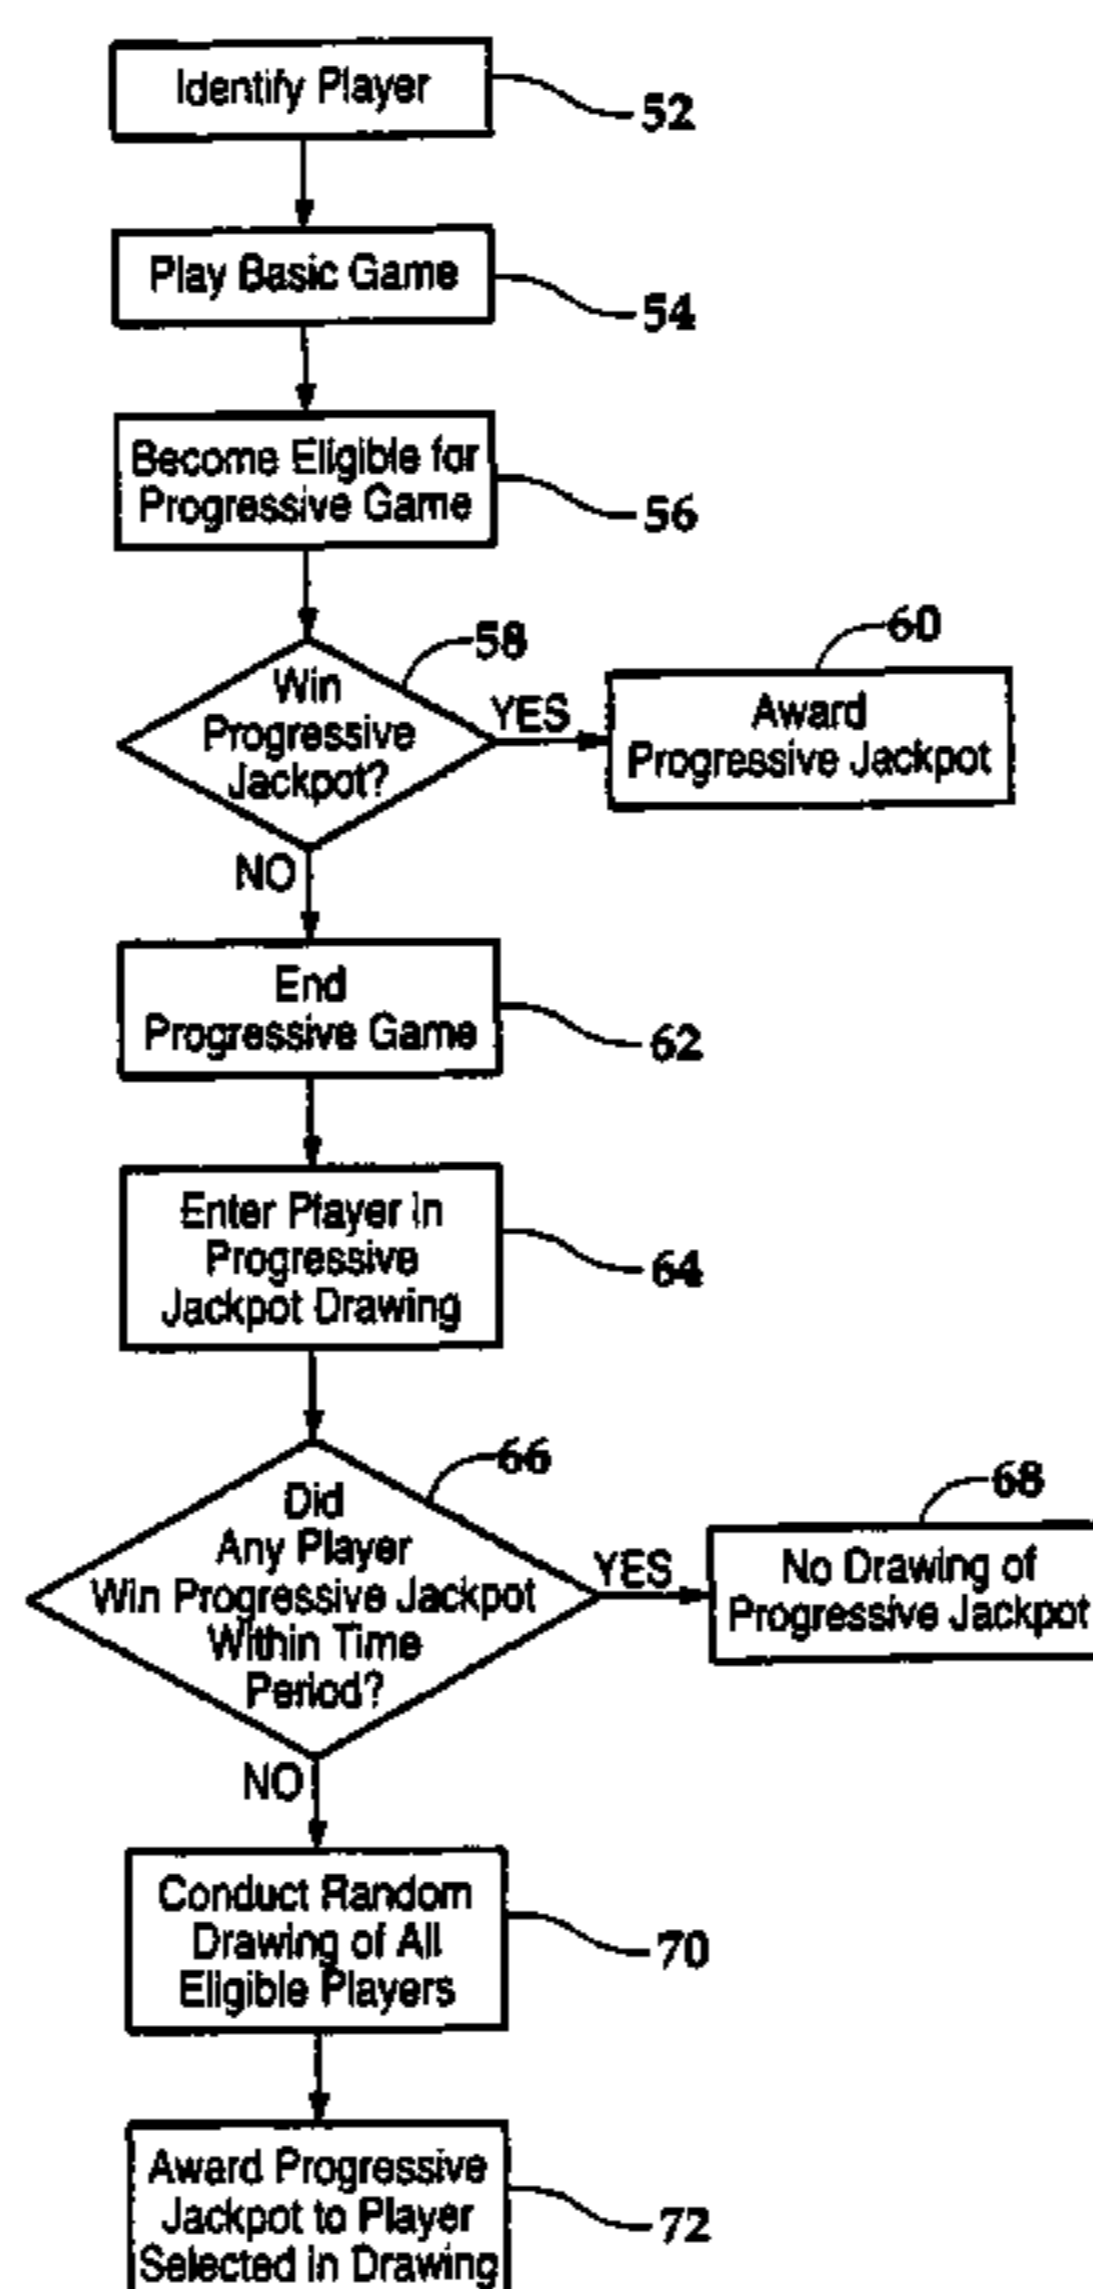 Identify Player
52
Play Basic Game
54
Become Eligible for
Progressive Game
56
58
Win
Progressive
Jackpot?
YES
60
Award
Progressive Jackpot
NO
End
Progressive Game
62
Enter Player in
Progressive
Jackpot Drawing
64
66
Did
Any Player
Win Progressive Jackpot
Within Time
Period?
YES
68
No Drawing of
Progressive Jackpot
NO
Conduct Random
Drawing of All
Eligible Players
70
Award Progressive
Jackpot to Player
Selected in Drawing
72